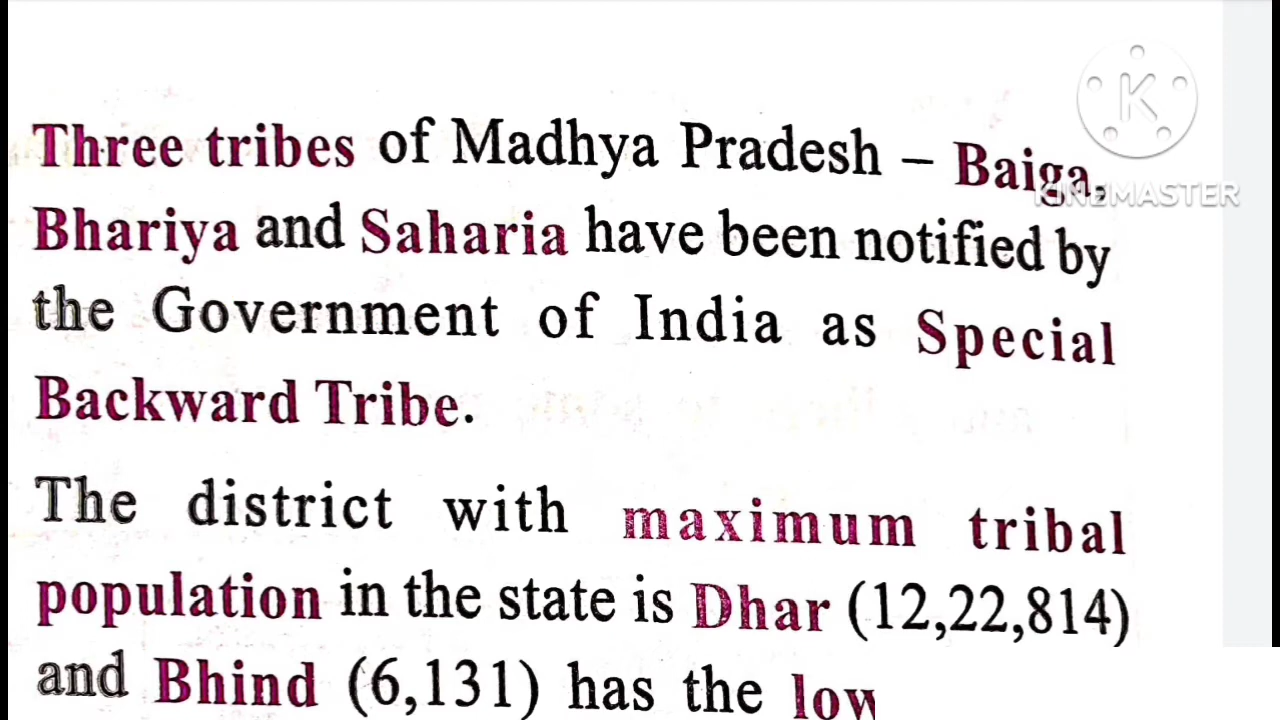 Three tribes of Madhya Pradesh – Baiga,
KINEMASTER
Bhariya and Saharia have been notified by
the Government of India as Special
Backward Tribe.
The district with maximum tribal
population in the state is Dhar (12,22,814)
and Bhind (6,131) has the low